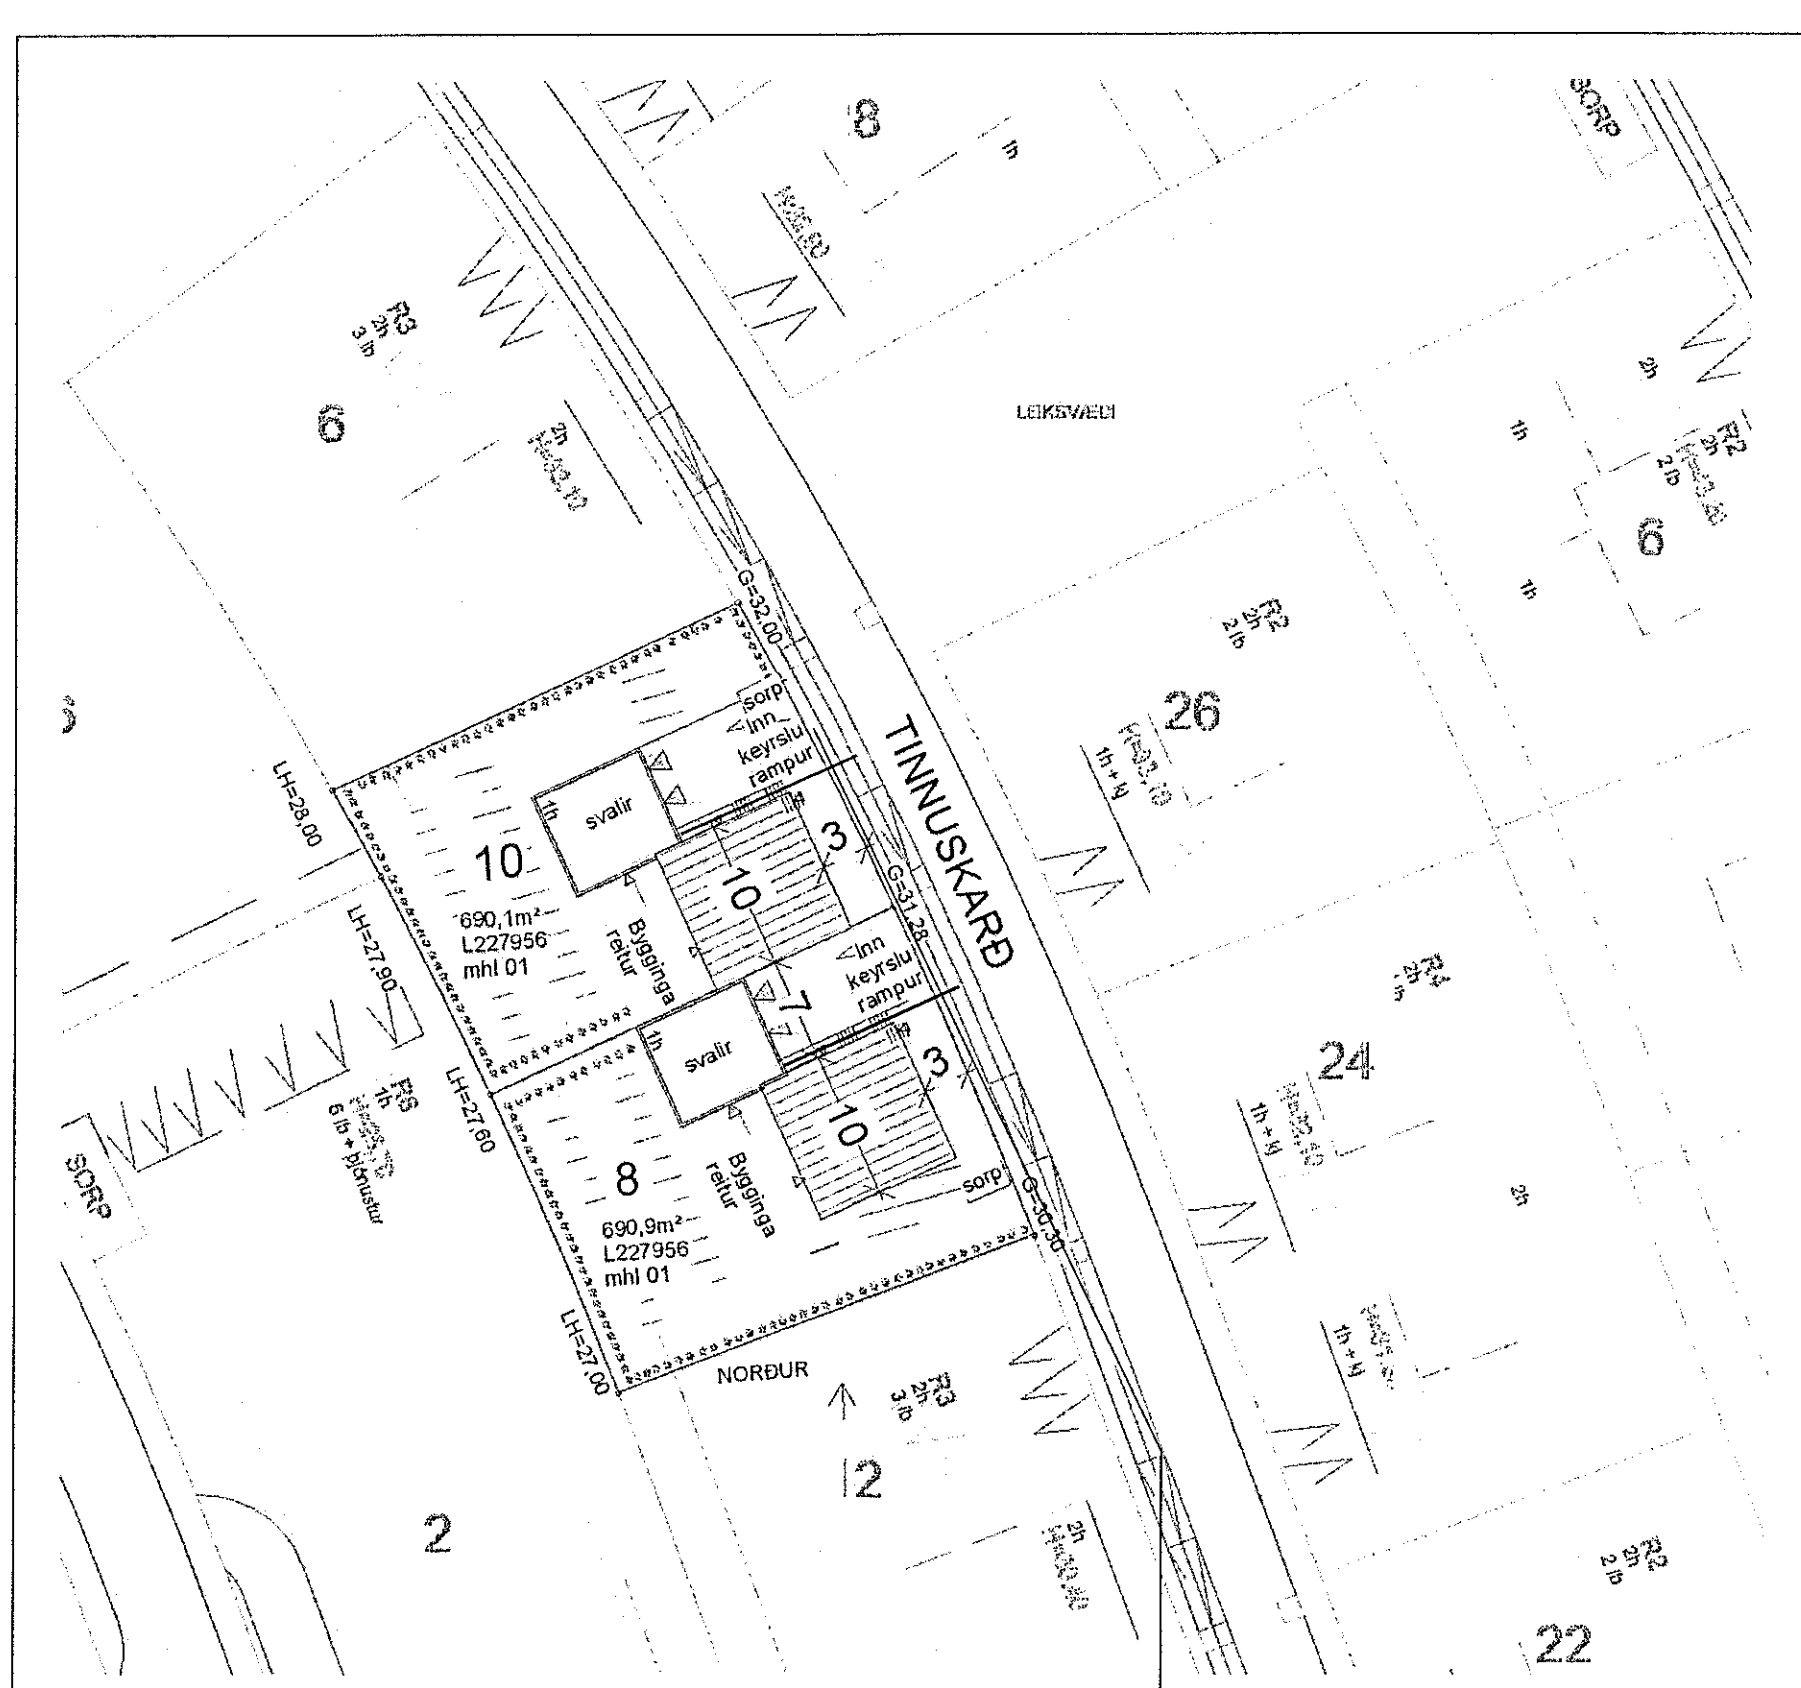 8
1h
SORP
R3
2h
3 íb
6
2h
LEIKSVÆÐI
1h
2h
R2
2h
2 íb
6
1h
G=32,00
R2
2h
2 íb
26
1h + kj
sorp
Inn
keyrslu
rampur
TINNUSKARÐ
LH=28,00
1h
svalir
10
3
10
G=31,28
690,1m²
L227956
mhl 01
Bygginga
reitur
LH=27,90
Inn
keyrslu
rampur
7
1h
svalir
3
10
24
1h + kj
R6
1h
6 íb + þjónustur
LH=27,60
SORP
8
690,9m²
L227956
mhl 01
Bygginga
reitur
sorp
G=30,30
2h
1h + kj
LH=27,00
NORÐUR
R3
2h
3 íb
12
2
2h
R2
2h
2 íb
22